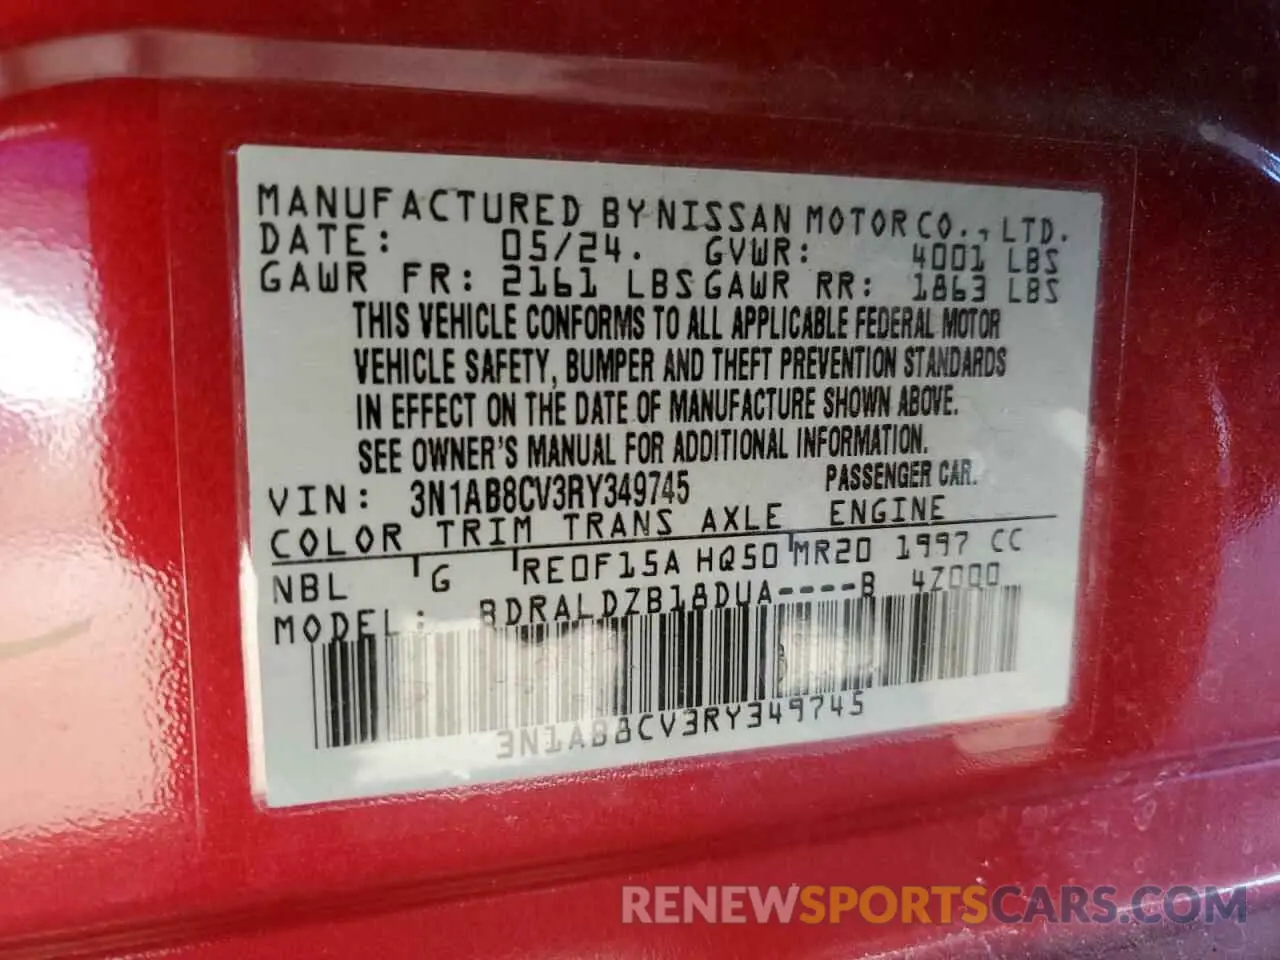 MANUFACTURED BY NISSAN MOTOR CO., LTD.
DATE: 05/24. GVWR: 4001 LBS
GAWR FR: 2161 LBS GAWR RR: 1863 LBS
THIS VEHICLE CONFORMS TO ALL APPLICABLE FEDERAL MOTOR
VEHICLE SAFETY, BUMPER AND THEFT PREVENTION STANDARDS
IN EFFECT ON THE DATE OF MANUFACTURE SHOWN ABOVE.
SEE OWNER'S MANUAL FOR ADDITIONAL INFORMATION.
VIN: 3N1AB8CV3RY349745 PASSENGER CAR.
COLOR TRIM TRANS AXLE ENGINE
NBL G RE0F15A HQ50 MR20 1997 CC
MODEL: BDRALDZB18DUA----B 4Z000
3N1AB8CV3RY349745
RENEWSPORTSCARS.COM